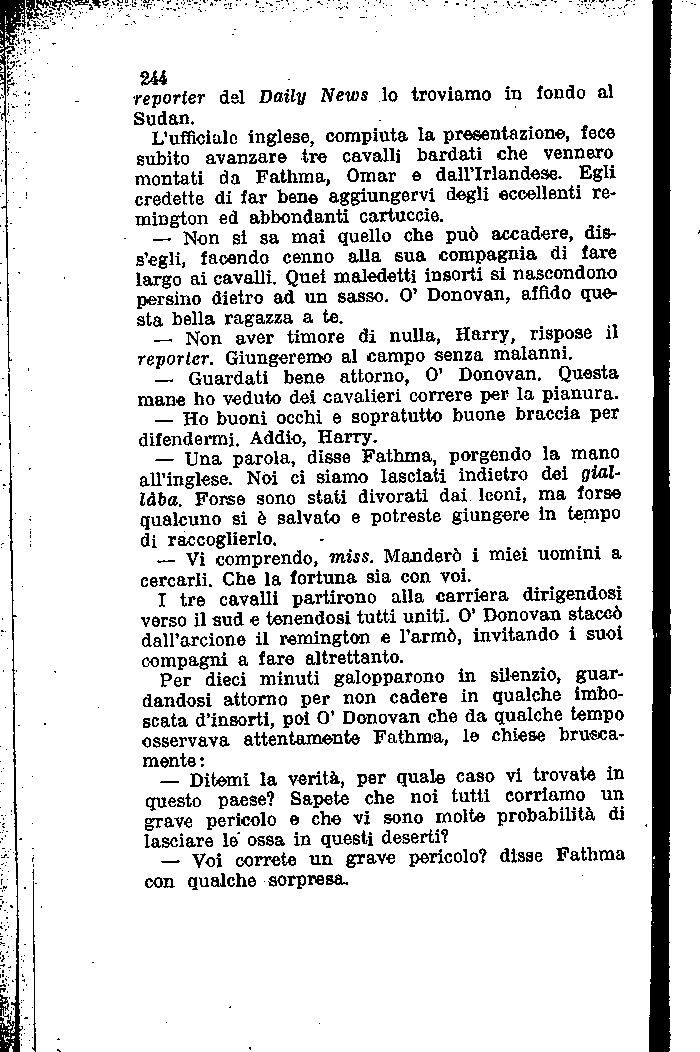 244
reporter del Daily News lo troviamo in fondo al
Sudan.
L'ufficiale inglese, compiuta la presentazione, fece
subito avanzare tre cavalli bardati che vennero
montati da Fathma, Omar e dall'Irlandese. Egli
credette di far bene aggiungervi degli eccellenti re-
mington ed abbondanti cartuccie.
— Non si sa mai quello che può accadere, dis-
s'egli, facendo cenno alla sua compagnia di fare
largo ai cavalli. Quei maledetti insorti si nascondono
persino dietro ad un sasso. O' Donovan, affido que-
sta bella ragazza a te.
— Non aver timore di nulla, Harry, rispose il
reporter. Giungeremo al campo senza malanni.
— Guardati bene attorno, O' Donovan. Questa
mane ho veduto dei cavalieri correre per la pianura.
— Ho buoni occhi e sopratutto buone braccia per
difendermi. Addio, Harry.
— Una parola, disse Fathma, porgendo la mano
all'inglese. Noi ci siamo lasciati indietro dei gial-
làba. Forse sono stati divorati dai leoni, ma forse
qualcuno si è salvato e potreste giungere in tempo
di raccoglierlo.
— Vi comprendo, miss. Manderò i miei uomini a
cercarli. Che la fortuna sia con voi.
I tre cavalli partirono alla carriera dirigendosi
verso il sud e tenendosi tutti uniti. O' Donovan staccò
dall'arcione il remington e l'armò, invitando i suoi
compagni a fare altrettanto.
Per dieci minuti galopparono in silenzio, guar-
dandosi attorno per non cadere in qualche imbo-
scata d'insorti, poi O' Donovan che da qualche tempo
osservava attentamente Fathma, le chiese brusca-
mente:
— Ditemi la verità, per quale caso vi trovate in
questo paese? Sapete che noi tutti corriamo un
grave pericolo e che vi sono molte probabilità di
lasciare le ossa in questi deserti?
— Voi correte un grave pericolo? disse Fathma
con qualche sorpresa.